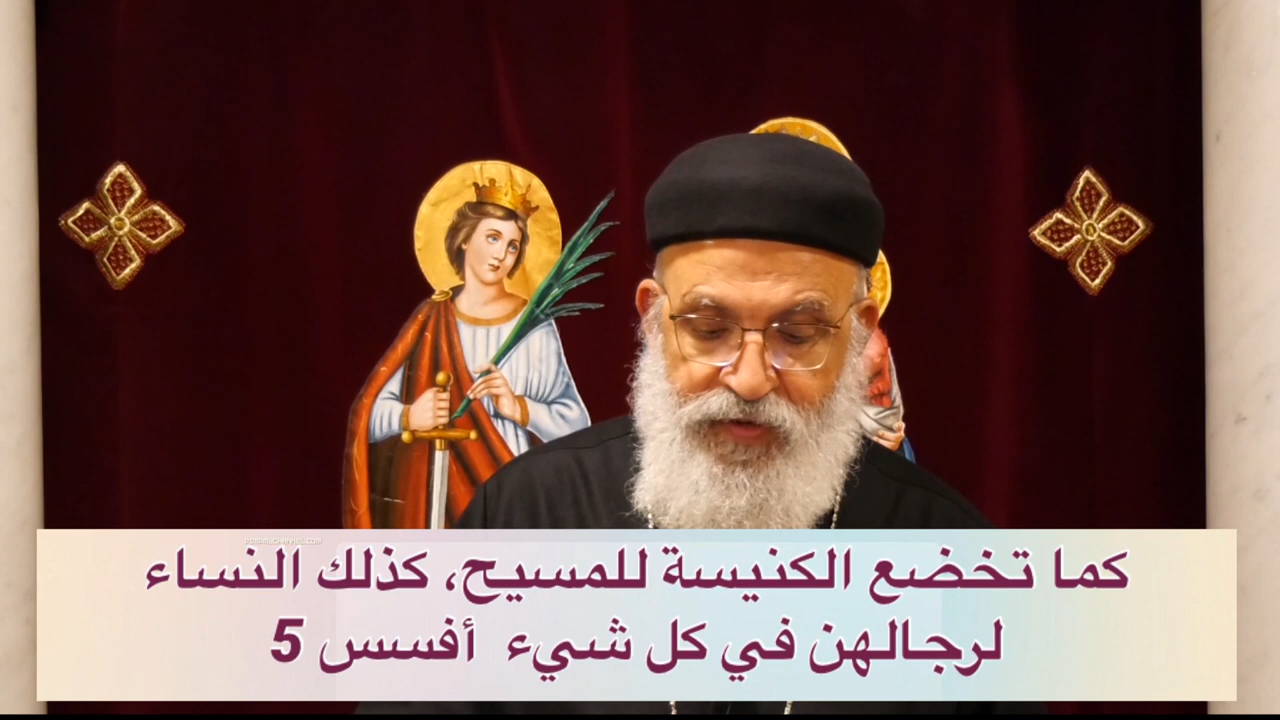 كما تخضع الكنيسة للمسيح، كذلك النساء
لرجالهن في كل شيء أفسس 5